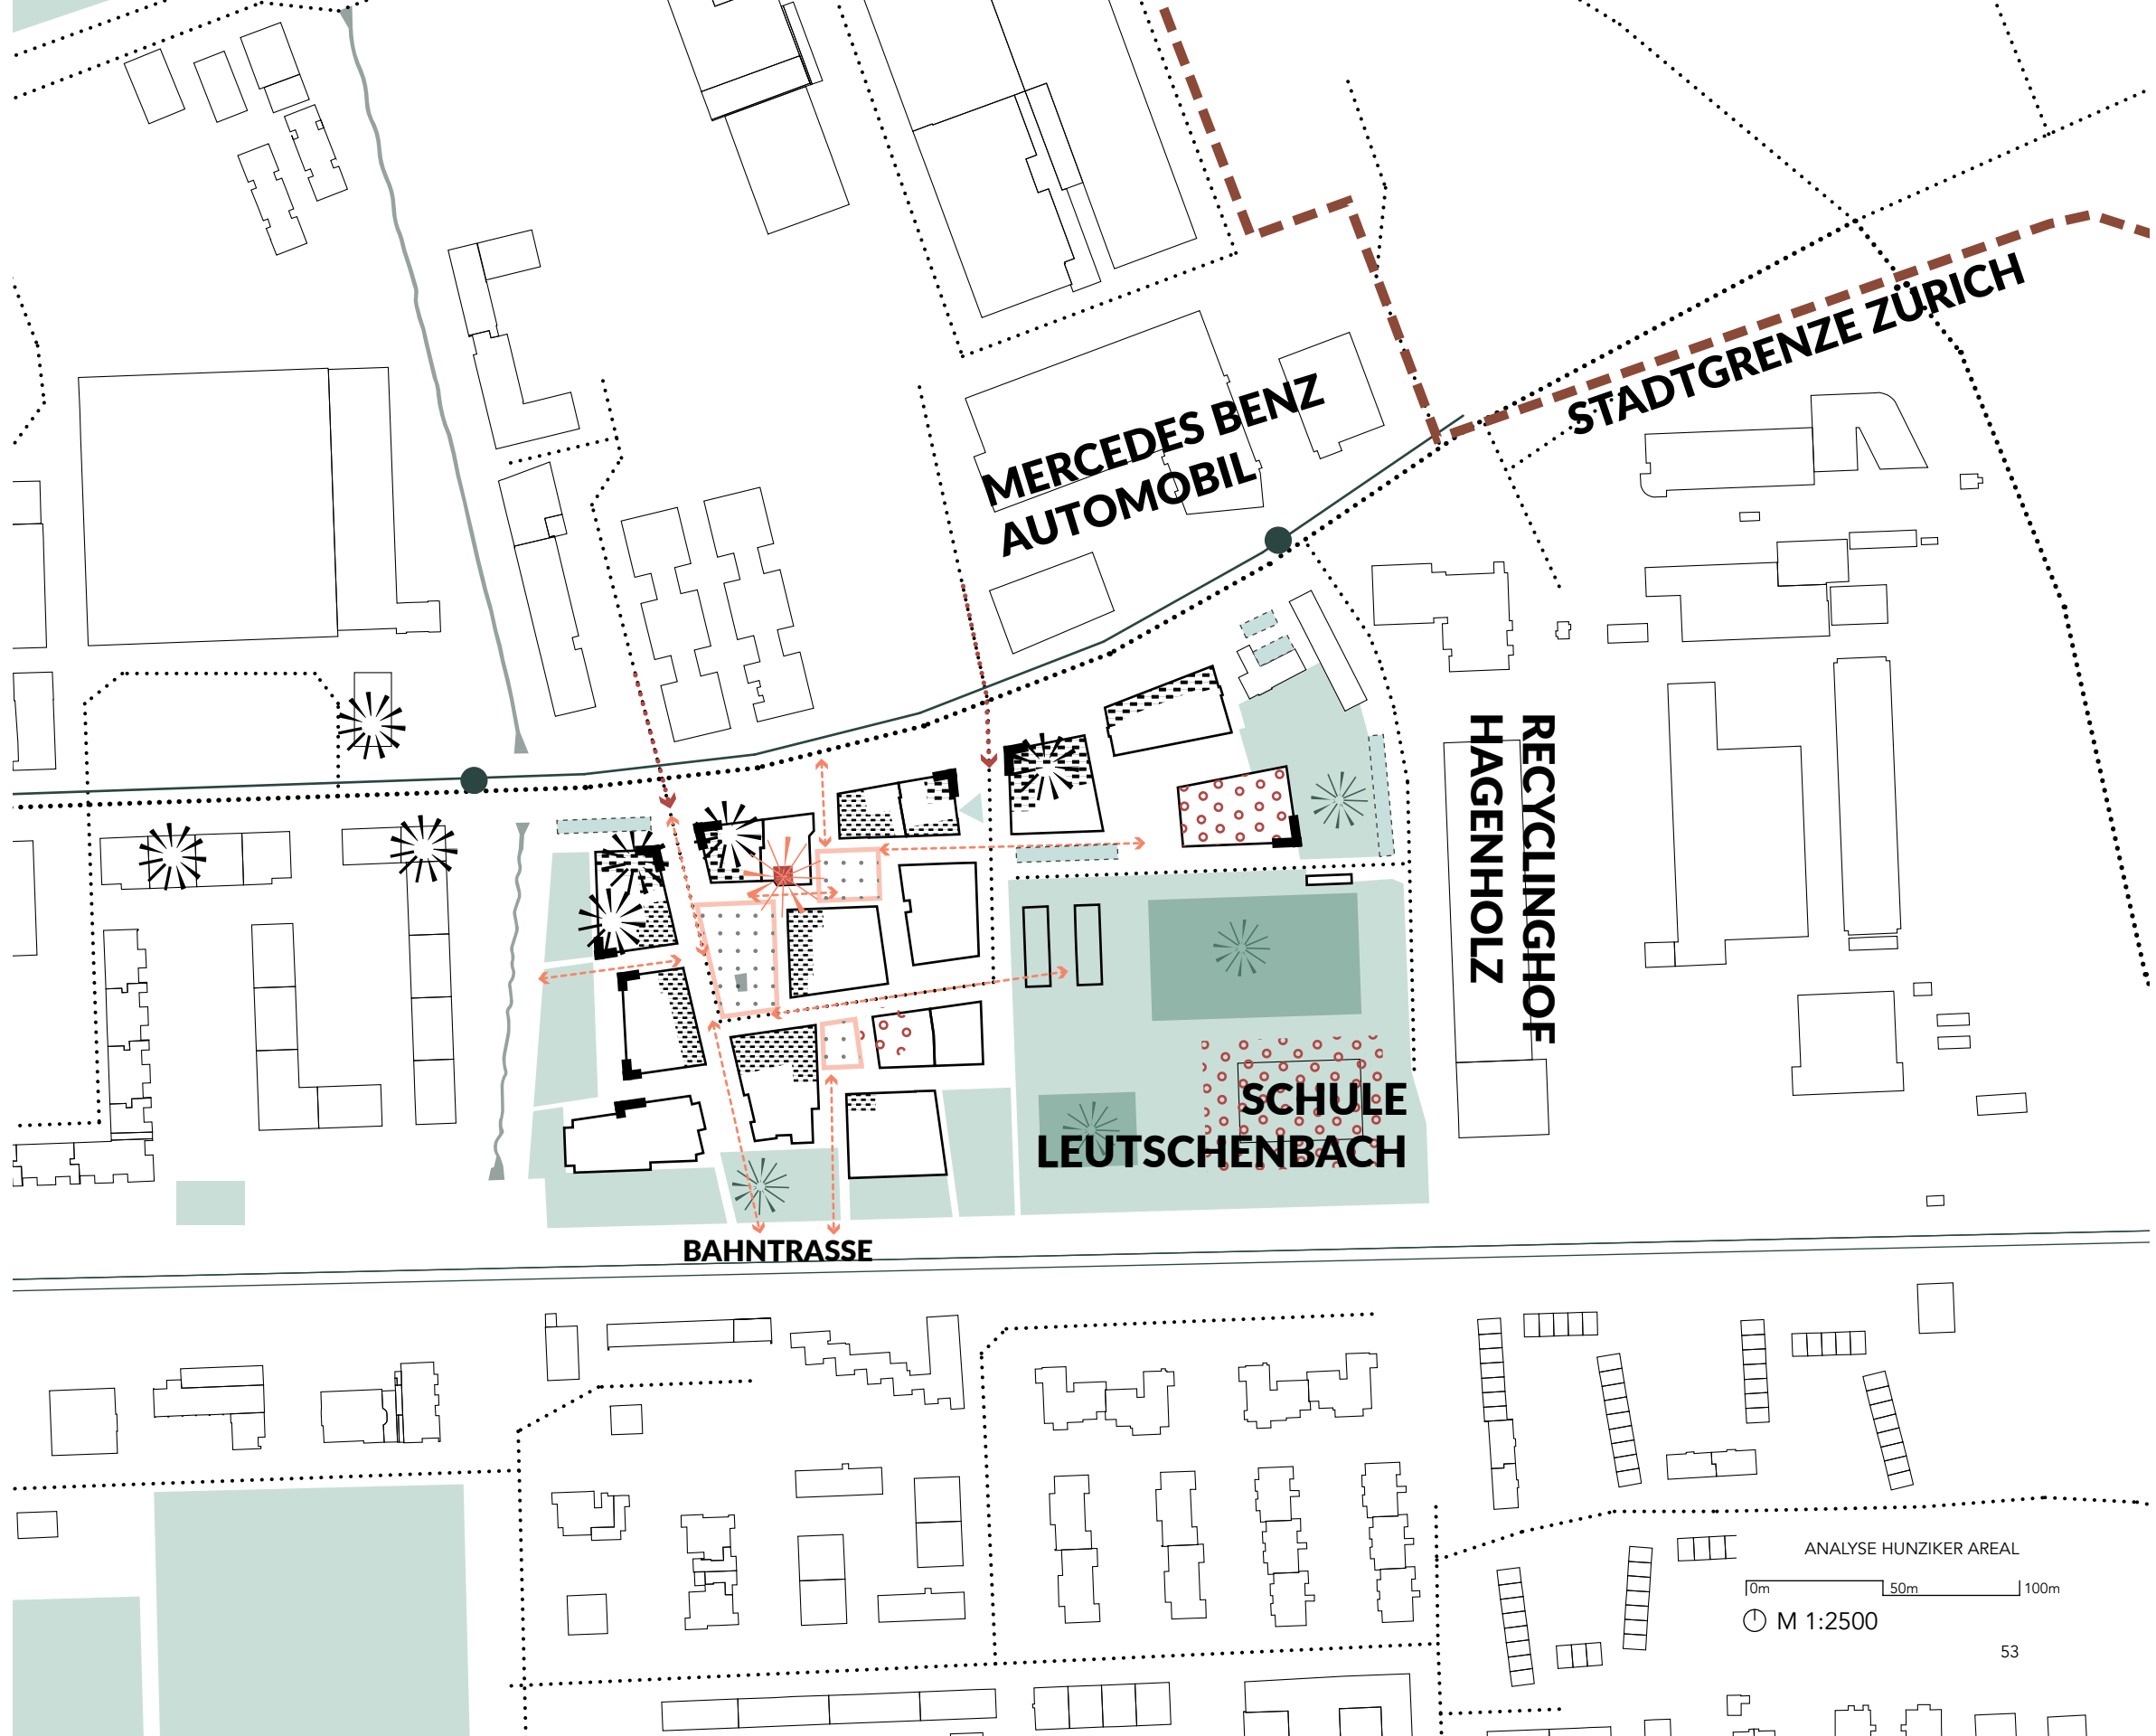 STADTGRENZE ZÜRICH
MERCEDES BENZ
AUTOMOBIL
RECYCLINGHOF
HAGENHOLZ
SCHULE
LEUTSCHENBACH
BAHNTRASSE
ANALYSE HUNZIKER AREAL
0m 50m 100m
M 1:2500
53